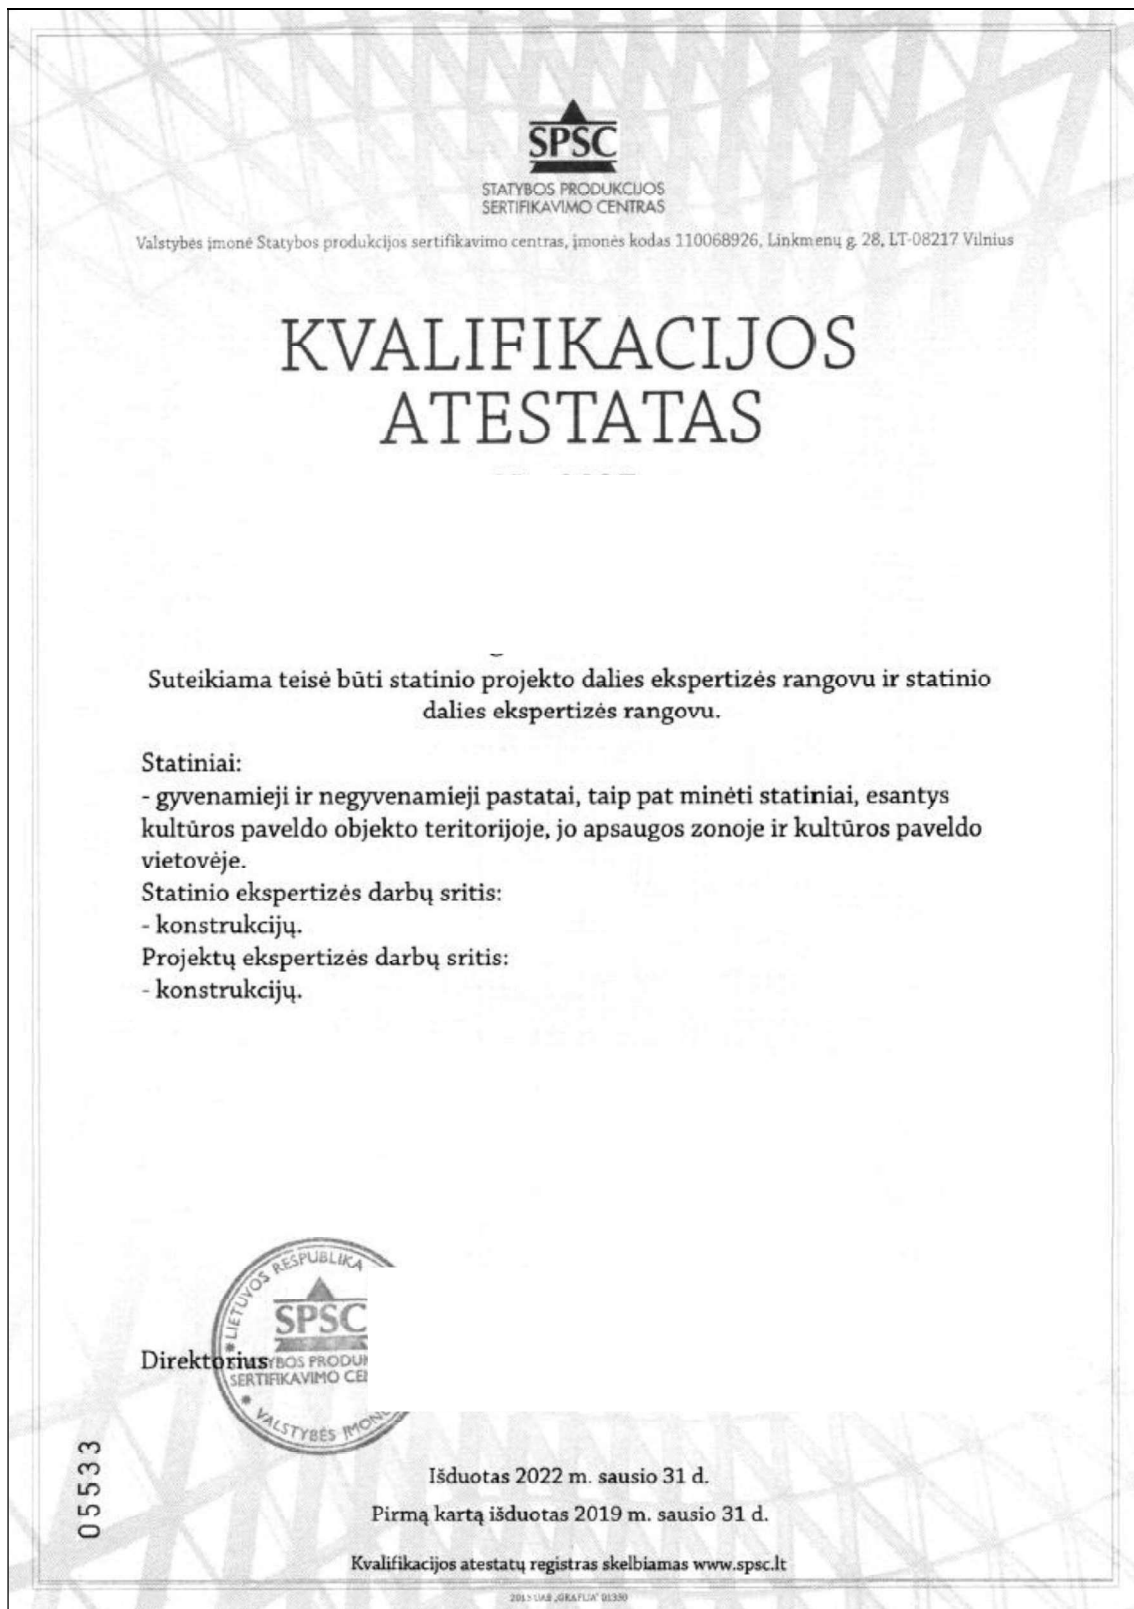 SPSC
STATYBOS PRODUKCIJOS
SERTIFIKAVIMO CENTRAS
Valstybės įmonė Statybos produkcijos sertifikavimo centras, įmonės kodas 110068926, Linkmenų g. 28, LT-08217 Vilnius
KVALIFIKACIJOS
ATESTATAS
Suteikiama teisė būti statinio projekto dalies ekspertizės rangovu ir statinio
dalies ekspertizės rangovu.
Statiniai:
- gyvenamieji ir negyvenamieji pastatai, taip pat minėti statiniai, esantys
kultūros paveldo objekto teritorijoje, jo apsaugos zonoje ir kultūros paveldo
vietovėje.
Statinio ekspertizės darbų sritis:
- konstrukcijų.
Projektų ekspertizės darbų sritis:
- konstrukcijų.
LIETUVOS RESPUBLIKA
SPSC
Direktorius
SERTIFIKAVIMO
VALSTYBĖS
05533
Išduotas 2022 m. sausio 31 d.
Pirmą kartą išduotas 2019 m. sausio 31 d.
Kvalifikacijos atestatų registras skelbiamas www.spsc.lt
UAB